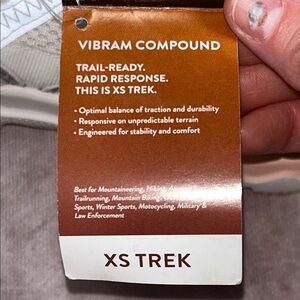 VIBRAM COMPOUND
TRAIL-READY.
RAPID RESPONSE.
THIS IS XS TREK.
• Optimal balance of traction and durability
• Responsive on unpredictable terrain
• Engineered for stability and comfort
Best for Mountaineering, Hiking,
Trailrunning, Mountain Biking,
Sports, Winter Sports, Motocycling, Military &
Law Enforcement
XS TREK